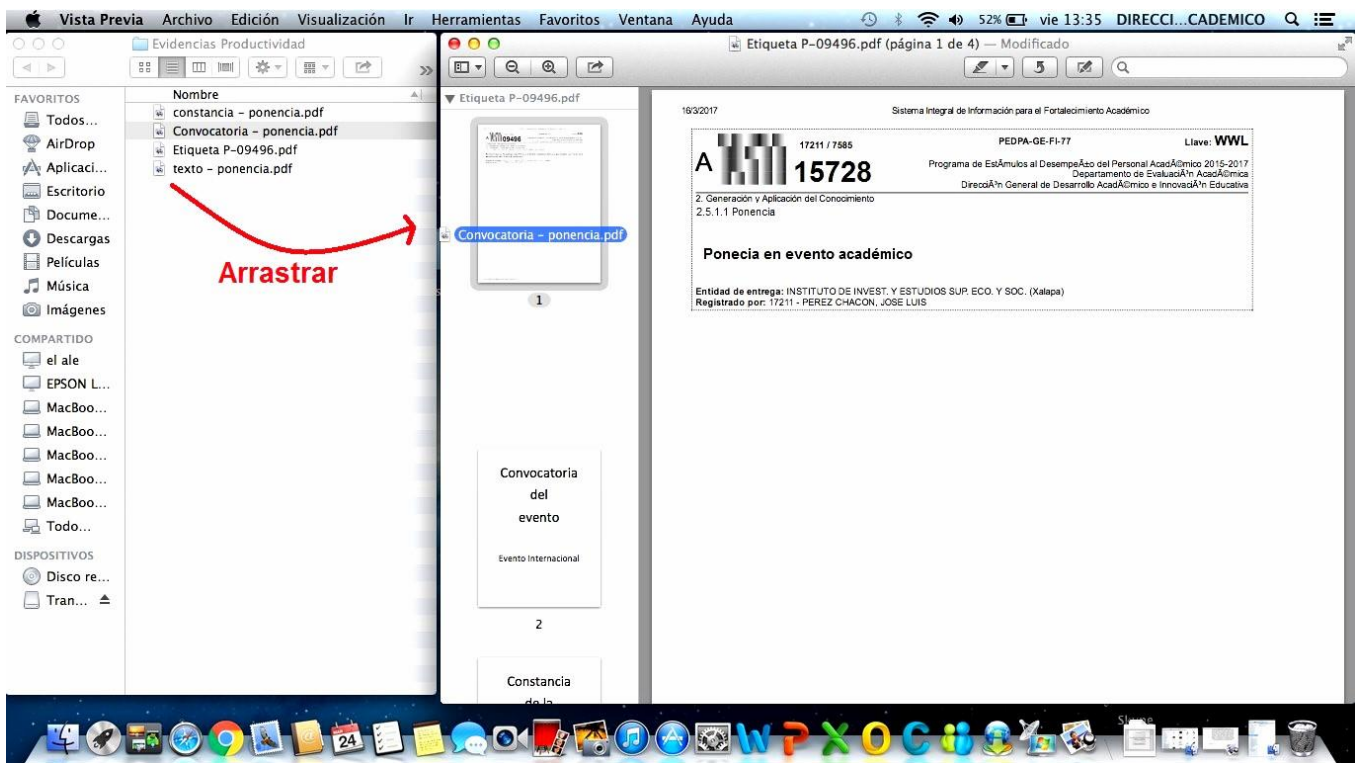 Vista Previa Archivo Edición Visualización Ir Herramientas Favoritos Ventana Ayuda 52% vie 13:35 DIRECCI...CADEMICO
Evidencias Productividad
FAVORITOS
Todos...
AirDrop
Aplicaci...
Escritorio
Docume...
Descargas
Películas
Música
Imágenes
COMPARTIDO
el ale
EPSON L...
MacBoo...
MacBoo...
MacBoo...
MacBoo...
MacBoo...
Todo...
DISPOSITIVOS
Disco re...
Tran...
Nombre
constancia - ponencia.pdf
Convocatoria - ponencia.pdf
Etiqueta P-09496.pdf
texto - ponencia.pdf
Arrastrar
Etiqueta P-09496.pdf (página 1 de 4) — Modificado
Etiqueta P-09496.pdf
09496
Convocatoria - ponencia.pdf
1
Convocatoria
del
evento
Evento Internacional
2
Constancia
de la
16/3/2017 Sistema Integral de Información para el Fortalecimiento Académico
A
17211 / 7585
15728
PEDPA-GE-FI-77 Llave: WWL
Programa de EstÃmulos al DesempeÃ±o del Personal AcadÃ©mico 2015-2017
Departamento de EvaluaciÃ³n AcadÃ©mica
DirecciÃ³n General de Desarrollo AcadÃ©mico e InnovaciÃ³n Educativa
2. Generación y Aplicación del Conocimiento
2.5.1.1 Ponencia
Ponecia en evento académico
Entidad de entrega: INSTITUTO DE INVEST. Y ESTUDIOS SUP. ECO. Y SOC. (Xalapa)
Registrado por: 17211 - PEREZ CHACON, JOSE LUIS
24
Skype